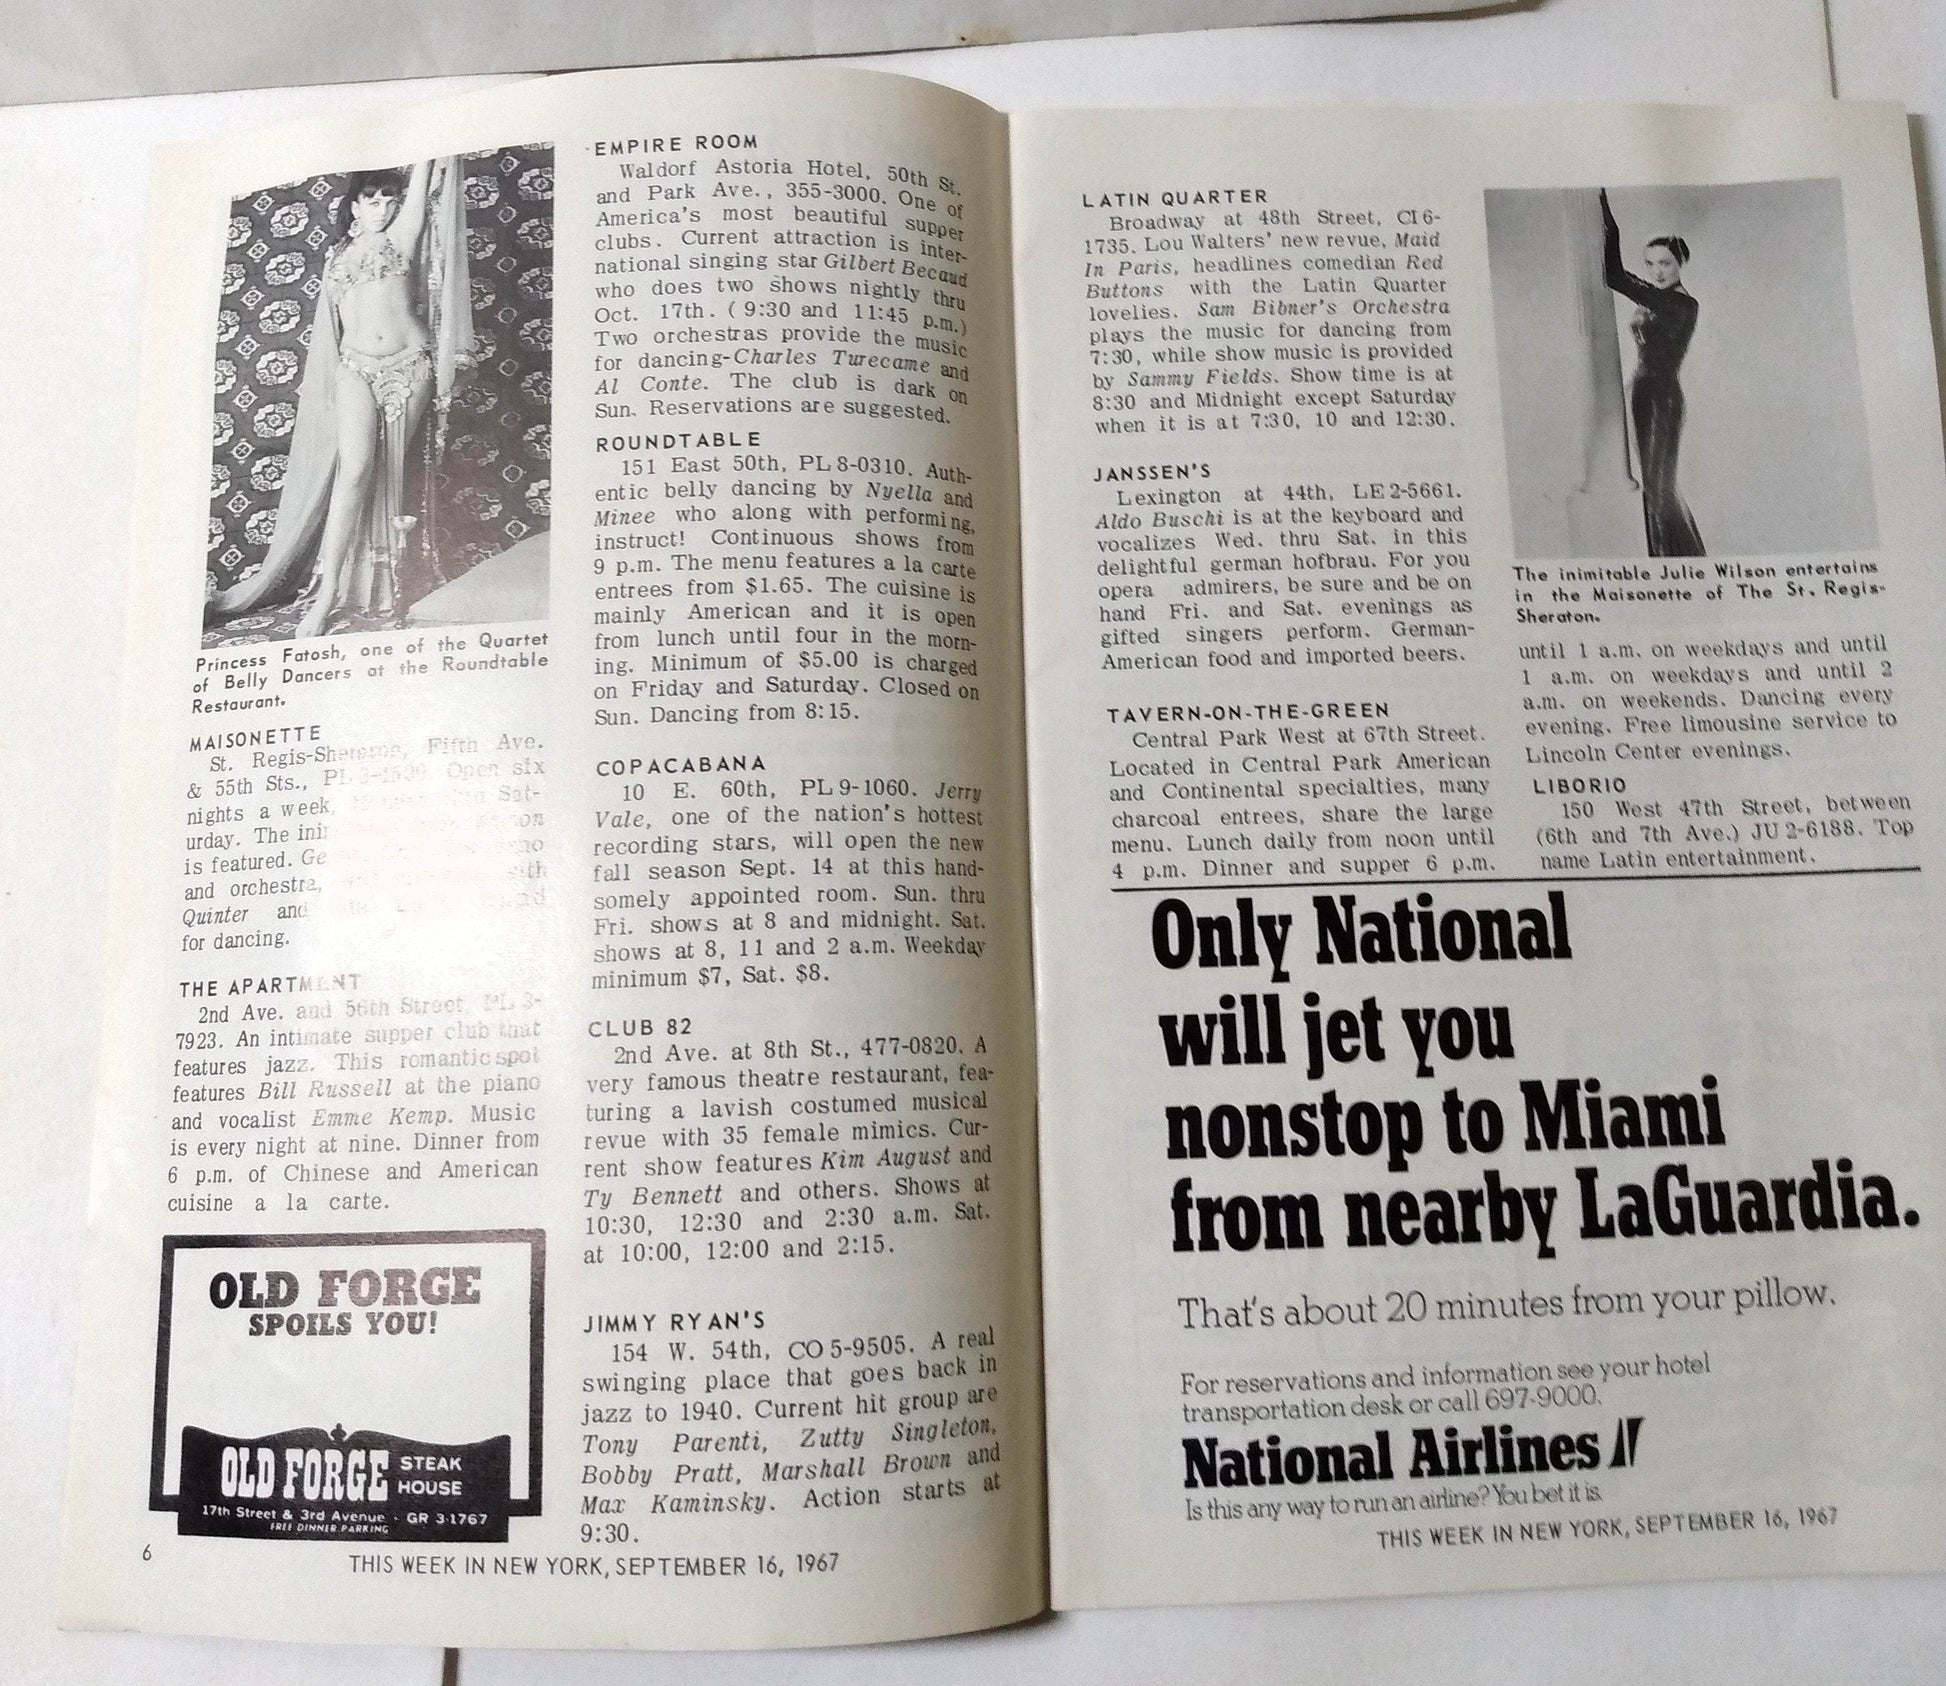 Princess Fatosh, one of the Quartet
of Belly Dancers at the Roundtable
Restaurant.
MAISONETTE
St. Regis-Sheraton, Fifth Ave.
& 55th Sts., PL Open six
nights a week, Sat-
urday. The
is featured.
and orchestra, with
Quinter and
for dancing.
THE APARTMENT
2nd Ave. and 56th Street, PL 3-
7923. An intimate supper club that
features jazz. This romantic spot
features Bill Russell at the piano
and vocalist Emme Kemp. Music
is every night at nine. Dinner from
6 p.m. of Chinese and American
cuisine a la carte.
OLD FORGE
SPOILS YOU!
OLD FORGE STEAK HOUSE
17th Street & 3rd Avenue · GR 3-1767
FREE DINNER PARKING
EMPIRE ROOM
Waldorf Astoria Hotel, 50th St.
and Park Ave., 355-3000. One of
America's most beautiful supper
clubs. Current attraction is inter-
national singing star Gilbert Becaud
who does two shows nightly thru
Oct. 17th. ( 9:30 and 11:45 p.m.)
Two orchestras provide the music
for dancing-Charles Turecame and
Al Conte. The club is dark on
Sun. Reservations are suggested.
ROUNDTABLE
151 East 50th, PL 8-0310. Auth-
entic belly dancing by Nyella and
Minee who along with performing,
instruct! Continuous shows from
9 p.m. The menu features a la carte
entrees from $1.65. The cuisine is
mainly American and it is open
from lunch until four in the morn-
ing. Minimum of $5.00 is charged
on Friday and Saturday. Closed on
Sun. Dancing from 8:15.
COPACABANA
10 E. 60th, PL 9-1060. Jerry
Vale, one of the nation's hottest
recording stars, will open the new
fall season Sept. 14 at this hand-
somely appointed room. Sun. thru
Fri. shows at 8 and midnight. Sat.
shows at 8, 11 and 2 a.m. Weekday
minimum $7, Sat. $8.
CLUB 82
2nd Ave. at 8th St., 477-0820. A
very famous theatre restaurant, fea-
turing a lavish costumed musical
revue with 35 female mimics. Cur-
rent show features Kim August and
Ty Bennett and others. Shows at
10:30, 12:30 and 2:30 a.m. Sat.
at 10:00, 12:00 and 2:15.
JIMMY RYAN'S
154 W. 54th, CO 5-9505. A real
swinging place that goes back in
jazz to 1940. Current hit group are
Tony Parenti, Zutty Singleton,
Bobby Pratt, Marshall Brown and
Max Kaminsky. Action starts at
9:30.
6
THIS WEEK IN NEW YORK, SEPTEMBER 16, 1967
LATIN QUARTER
Broadway at 48th Street, CI 6-
1735. Lou Walters' new revue, Maid
In Paris, headlines comedian Red
Buttons with the Latin Quarter
lovelies. Sam Bibner's Orchestra
plays the music for dancing from
7:30, while show music is provided
by Sammy Fields. Show time is at
8:30 and Midnight except Saturday
when it is at 7:30, 10 and 12:30.
JANSSEN'S
Lexington at 44th, LE 2-5661.
Aldo Buschi is at the keyboard and
vocalizes Wed. thru Sat. in this
delightful german hofbrau. For you
opera admirers, be sure and be on
hand Fri. and Sat. evenings as
gifted singers perform. German-
American food and imported beers.
TAVERN-ON-THE-GREEN
Central Park West at 67th Street.
Located in Central Park American
and Continental specialties, many
charcoal entrees, share the large
menu. Lunch daily from noon until
4 p.m. Dinner and supper 6 p.m.
The inimitable Julie Wilson entertains
in the Maisonette of The St. Regis-
Sheraton.
until 1 a.m. on weekdays and until
1 a.m. on weekdays and until 2
a.m. on weekends. Dancing every
evening. Free limousine service to
Lincoln Center evenings.
LIBORIO
150 West 47th Street, between
(6th and 7th Ave.) JU 2-6188. Top
name Latin entertainment.
Only National
will jet you
nonstop to Miami
from nearby LaGuardia.
That's about 20 minutes from your pillow.
For reservations and information see your hotel
transportation desk or call 697-9000.
National Airlines
Is this any way to run an airline? You bet it is.
THIS WEEK IN NEW YORK, SEPTEMBER 16, 1967